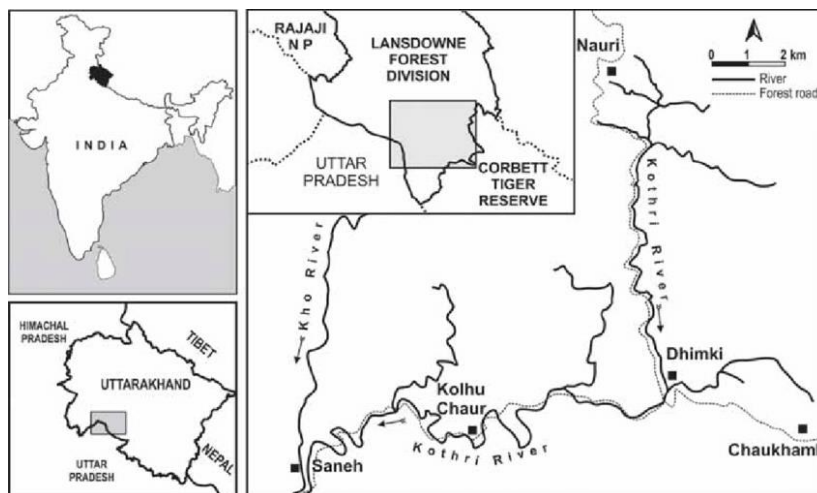 INDIA
HIMACHAL
PRADESH
TIBET
UTTARAKHAND
UTTAR
PRADESH
NEPAL
RAJAJI
N P
LANSDOWNE
FOREST
DIVISION
UTTAR
PRADESH
CORBETT
TIGER
RESERVE
Nauri
0 1 2 km
River
Forest road
Kothri River
Kho River
Dhimki
Kolhu
Chaur
Saneh
Kothri River
Chaukhamb